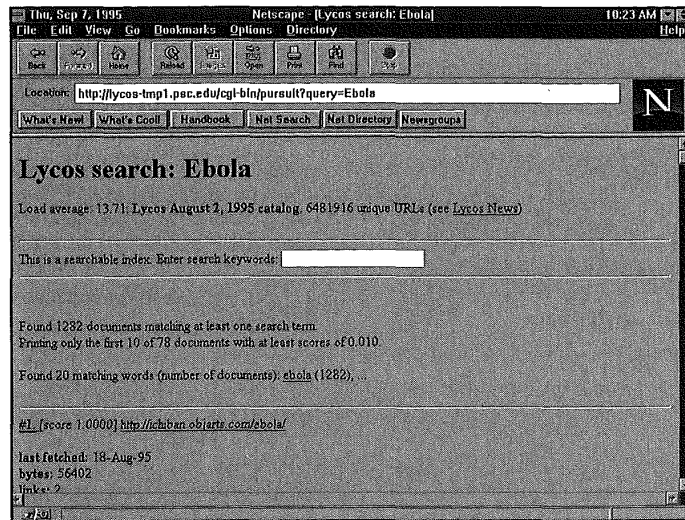 Thu, Sep 7, 1995 Netscape - [Lycos search: Ebola] 10:23 AM
File Edit View Go Bookmarks Options Directory Help
Back Forward Home Reload Images Open Print Find Stop
Location: http://lycos-tmp1.psc.edu/cgi-bin/pursuit?query=Ebola
N
What's New! What's Cool! Handbook Net Search Net Directory Newsgroups
Lycos search: Ebola
Load average: 13.71: Lycos August 2, 1995 catalog, 6481916 unique URLs (see Lycos News)
This is a searchable index. Enter search keywords:
Found 1282 documents matching at least one search term.
Printing only the first 10 of 78 documents with at least scores of 0.010.
Found 20 matching words (number of documents): ebola (1282), ...
#1. [score 1.0000] http://ichiban.objarts.com/ebola/
last fetched: 18-Aug-95
bytes: 56402
links: 2